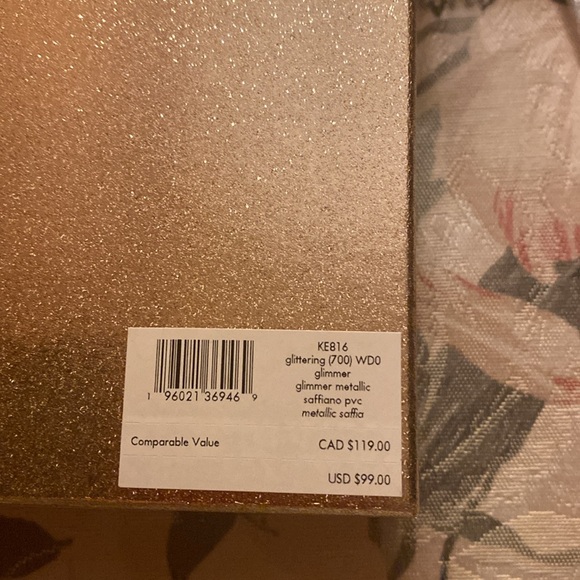 KE816
glittering (700) WD0
glimmer
glimmer metallic
saffiano pvc
metallic saffia
1 96021 36946 9
Comparable Value
CAD $119.00
USD $99.00